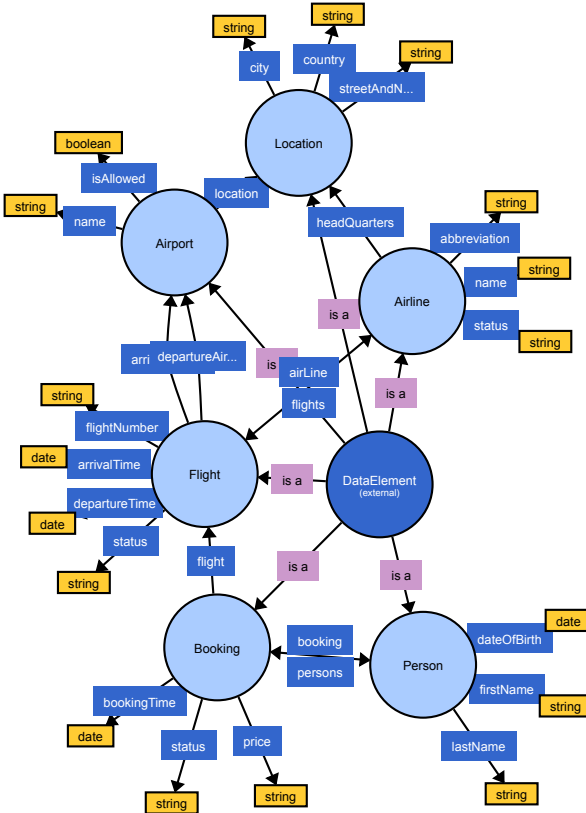 string
string
country
string
city
streetAndN...
boolean
Location
isAllowed
location
string
name
string
headQuarters
abbreviation
Airport
string
name
Airline
is a
status
string
arri
departureAir...
is
airLine
is a
string
flights
flightNumber
date
arrivalTime
Flight
is a
DataElement
(external)
departureTime
date
status
string
flight
is a
is a
date
booking
dateOfBirth
Booking
persons
Person
firstName
bookingTime
string
date
status
price
lastName
string
string
string